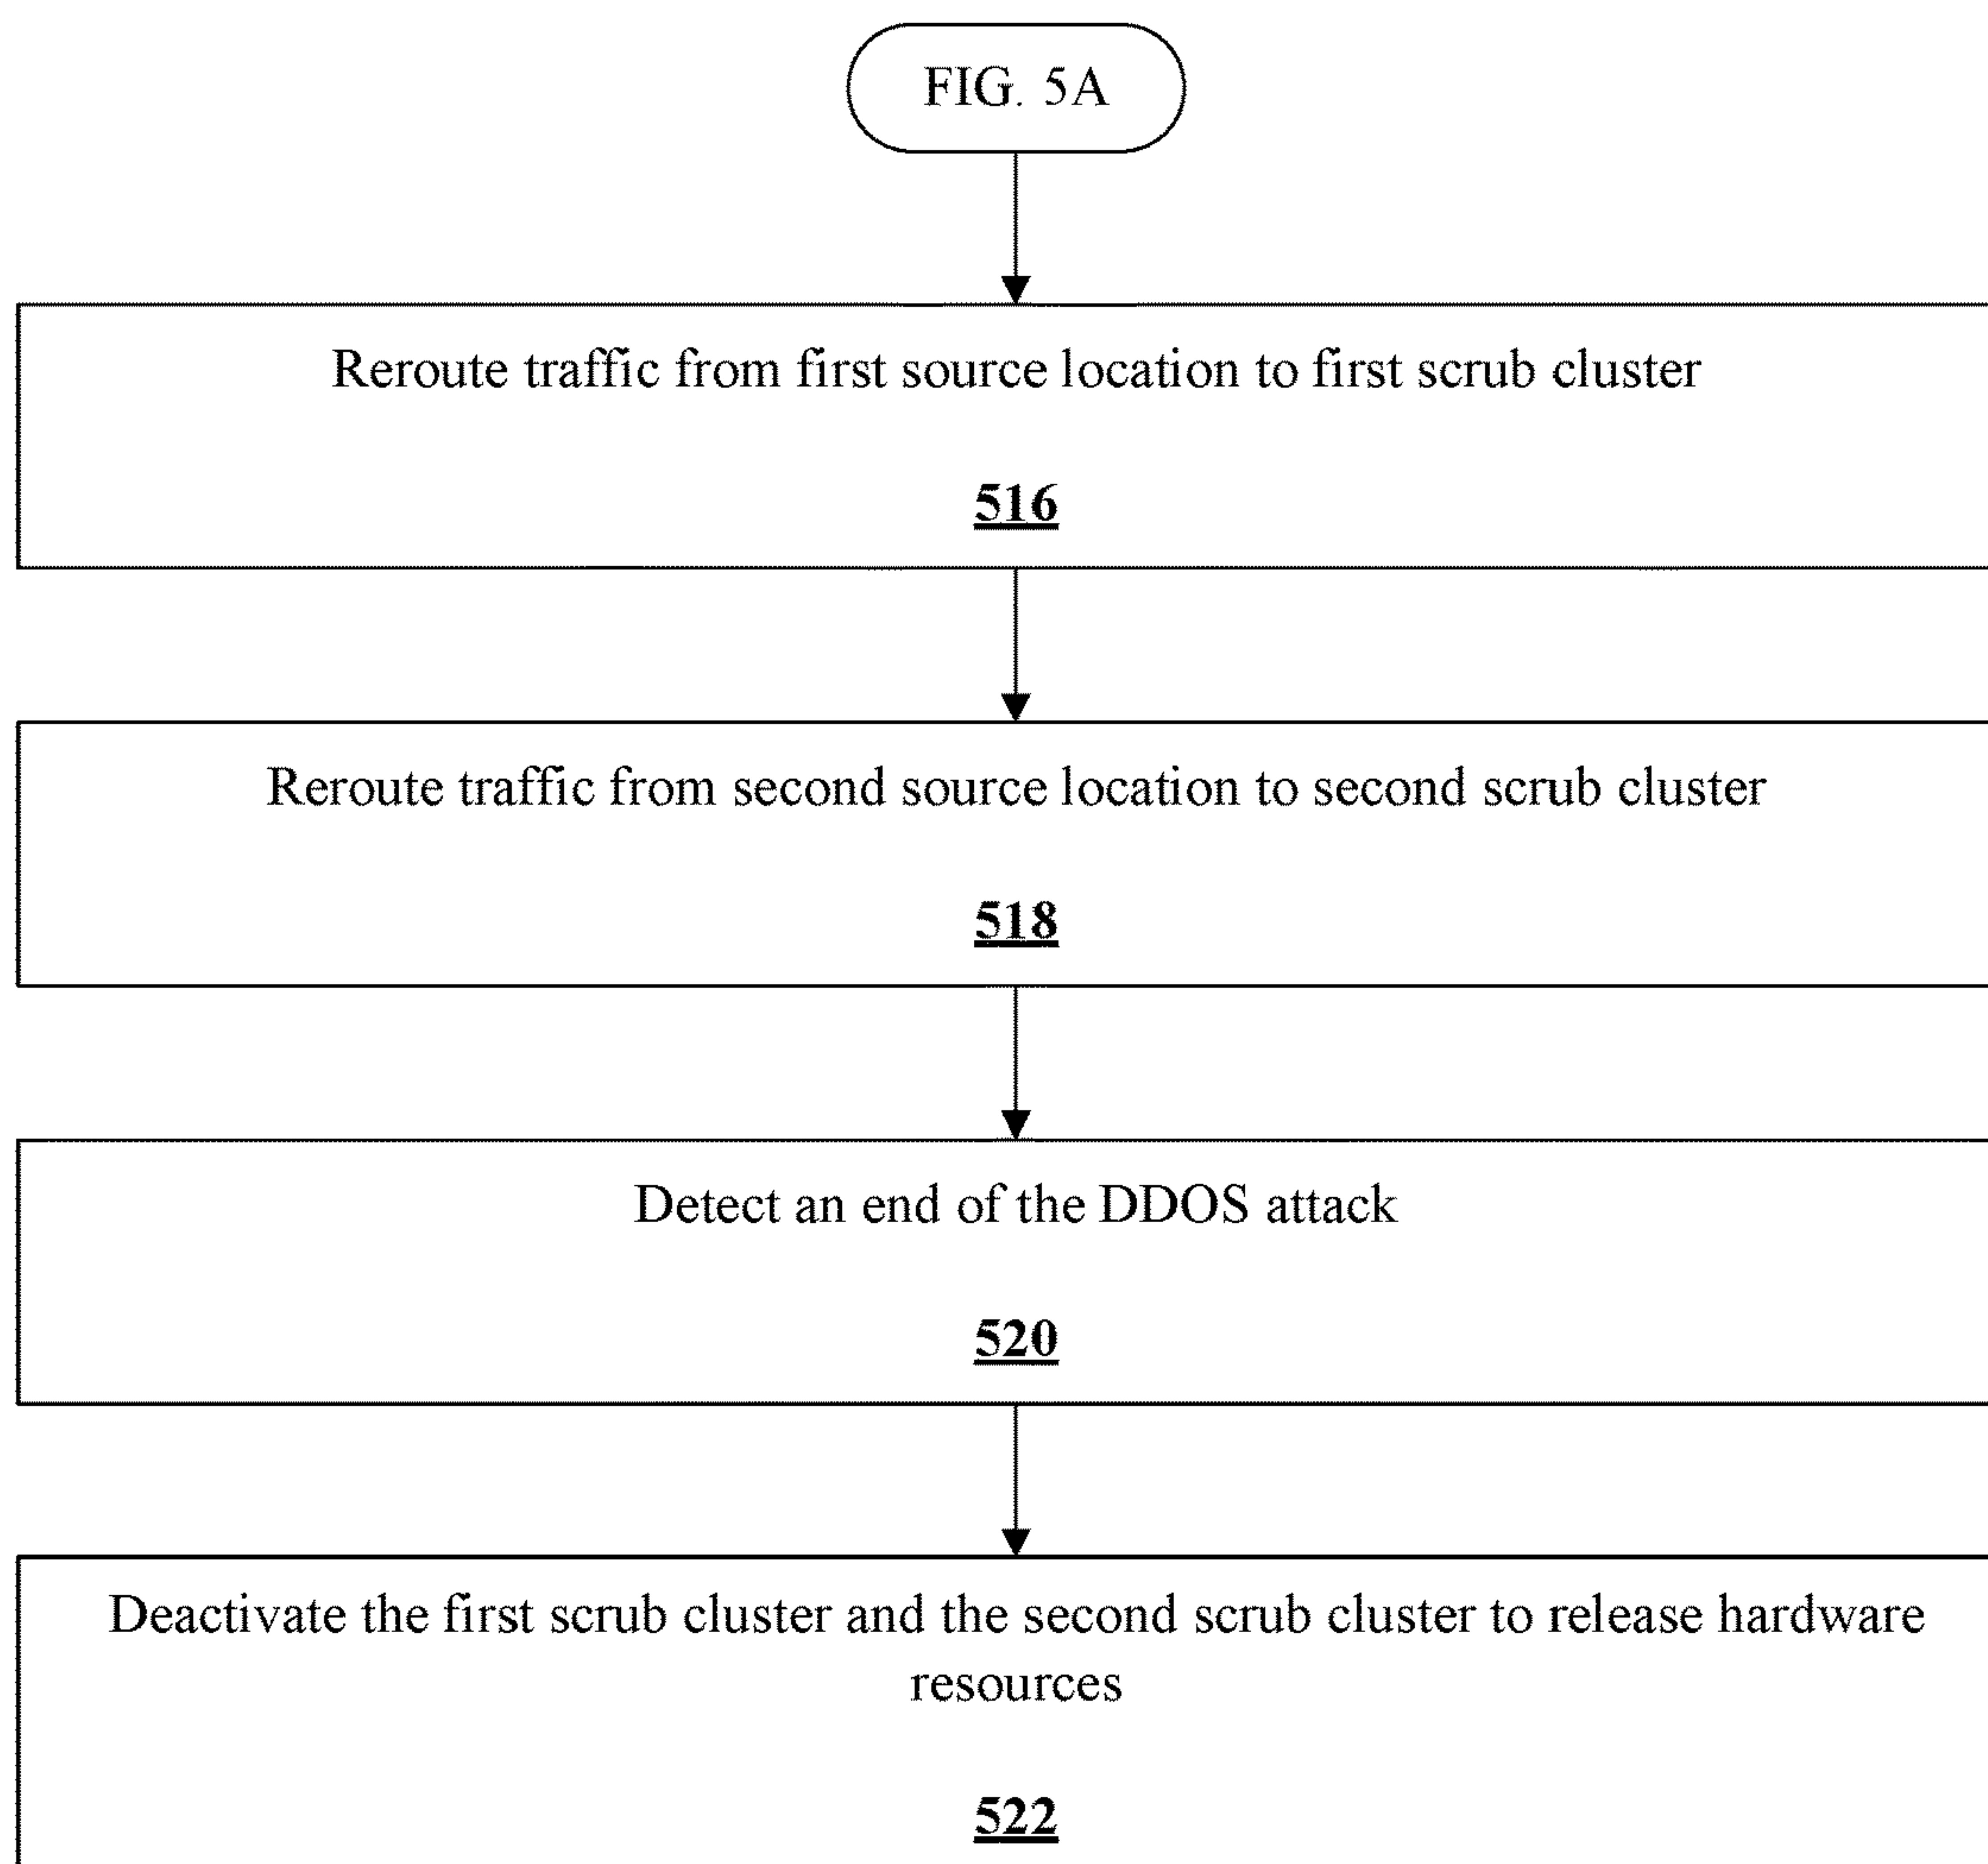 FIG. 5A
Reroute traffic from first source location to first scrub cluster
516
Reroute traffic from second source location to second scrub cluster
518
Detect an end of the DDOS attack
520
Deactivate the first scrub cluster and the second scrub cluster to release hardware
resources
522